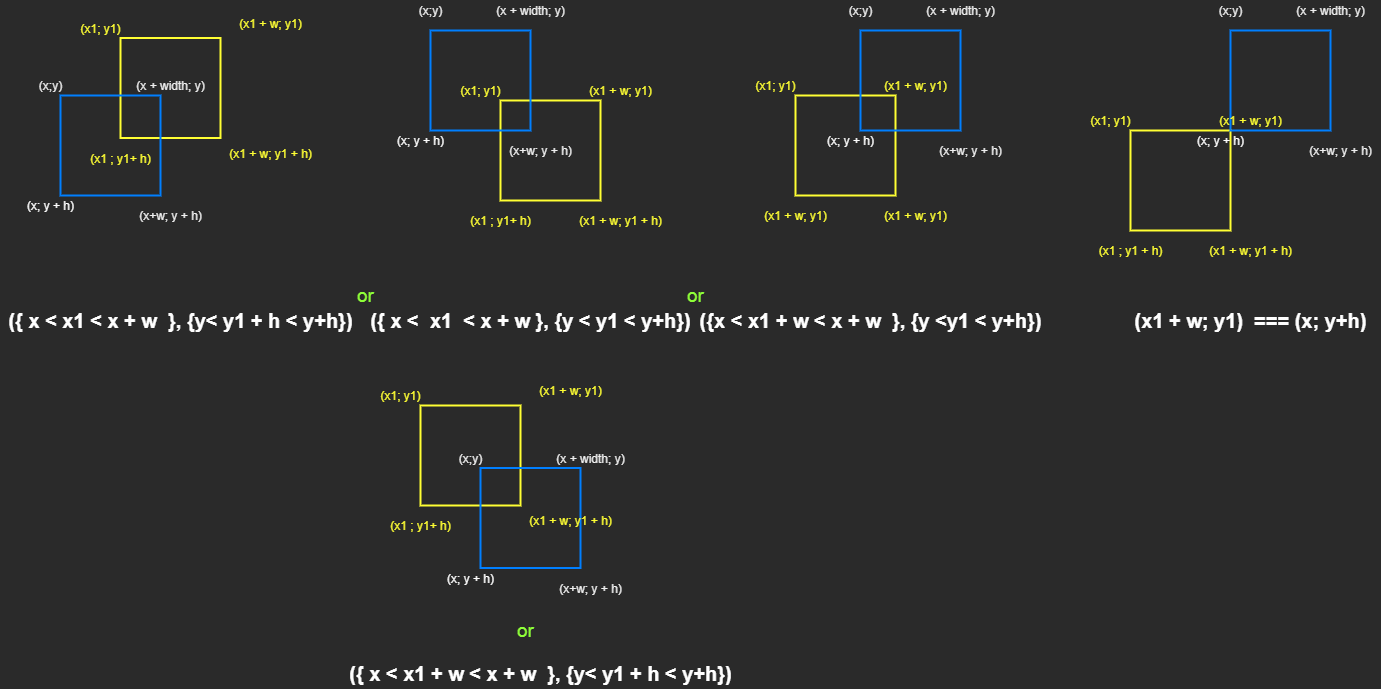 (x1; y1)
(x1 + w; y1)
(x;y)
(x + width; y)
(x1 ; y1+ h)
(x1 + w; y1 + h)
(x; y + h)
(x+w; y + h)
(x;y)
(x + width; y)
(x1; y1)
(x1 + w; y1)
(x; y + h)
(x+w; y + h)
(x1 ; y1+ h)
(x1 + w; y1 + h)
(x;y)
(x + width; y)
(x1; y1)
(x1 + w; y1)
(x; y + h)
(x+w; y + h)
(x1 + w; y1)
(x1 + w; y1)
(x;y)
(x + width; y)
(x1; y1)
(x1 + w; y1)
(x; y + h)
(x+w; y + h)
(x1 ; y1 + h)
(x1 + w; y1 + h)
or
or
({ x < x1 < x + w }, {y< y1 + h < y+h})
({ x < x1 < x + w }, {y < y1 < y+h})
({x < x1 + w < x + w }, {y <y1 < y+h})
(x1 + w; y1) === (x; y+h)
(x1; y1)
(x1 + w; y1)
(x;y)
(x + width; y)
(x1 ; y1+ h)
(x1 + w; y1 + h)
(x; y + h)
(x+w; y + h)
or
({ x < x1 + w < x + w }, {y< y1 + h < y+h})